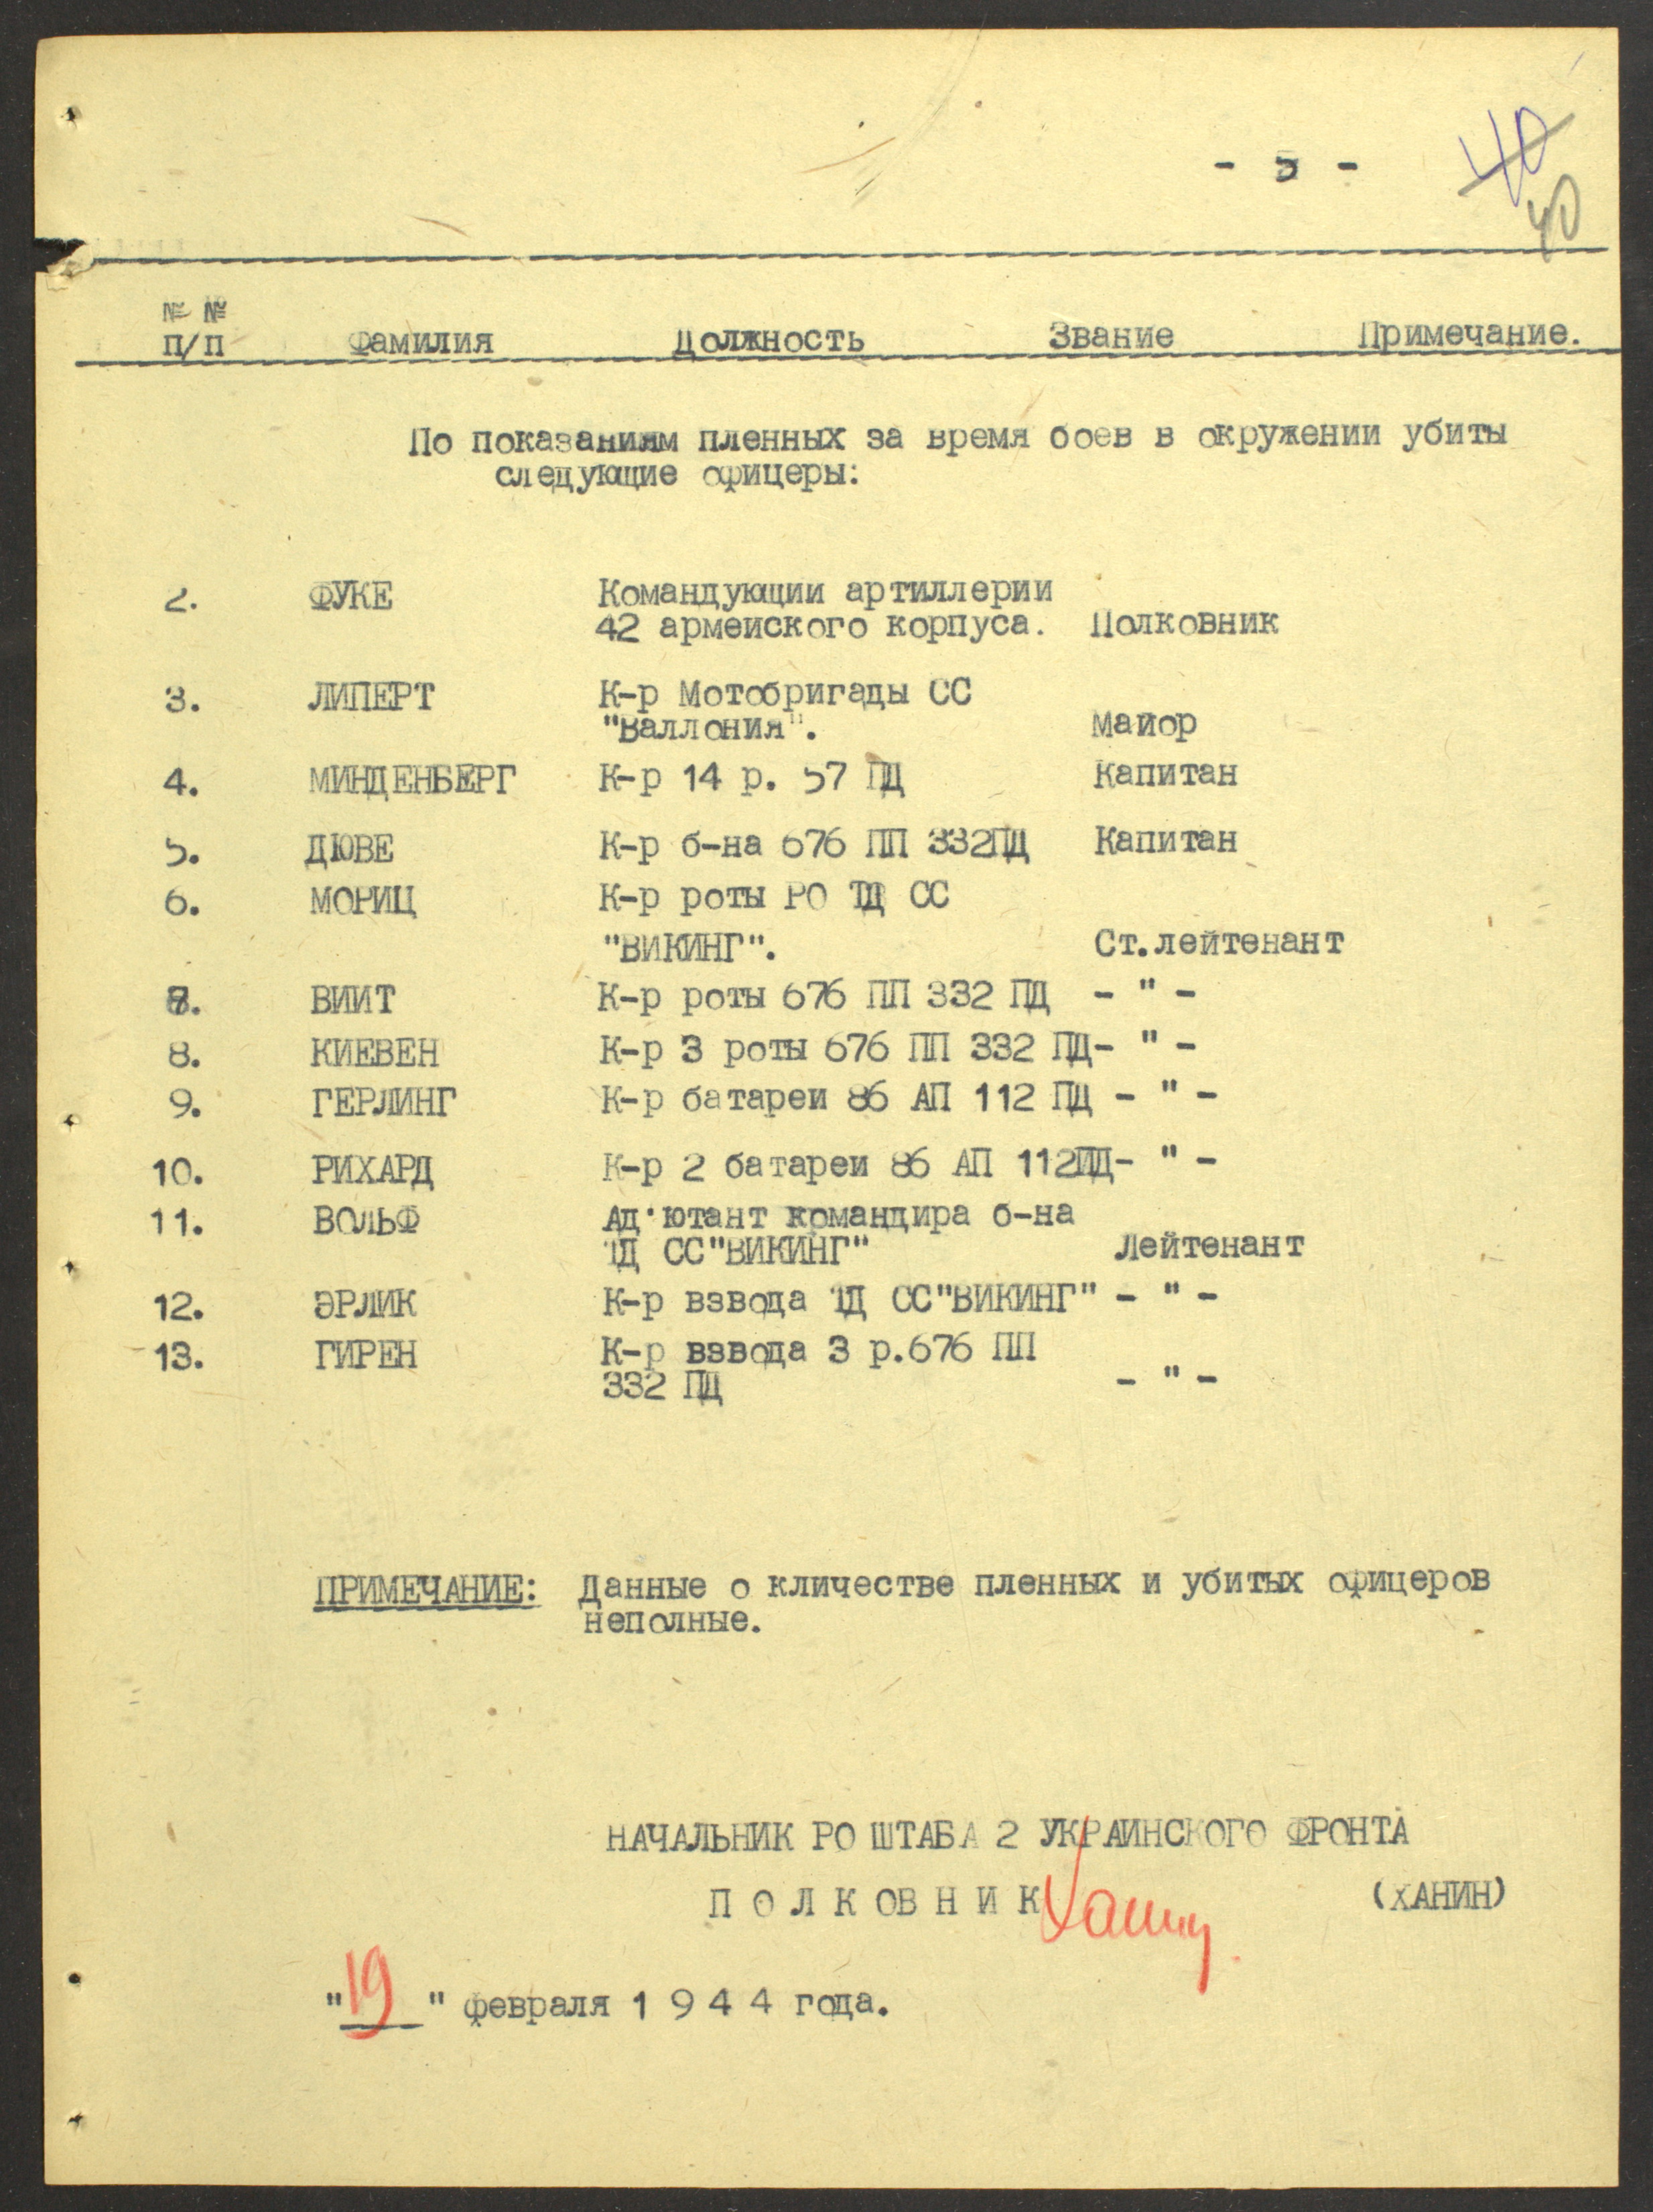 - 5 -
40
40
№ №
П/П Фамилия Должность Звание Примечание.
По показаниям пленных за время боев в окружении убиты
следующие офицеры:
2. ФУКЕ Командующии артиллерии
42 армейского корпуса. Полковник
3. ЛИПЕРТ К-р Мотобригады СС
"Валлония". Майор
4. МИНДЕНБЕРГ К-р 14 р. 57 ПД Капитан
5. ДЮВЕ К-р б-на 676 ПП 332ПД Капитан
6. МОРИЦ К-р роты РО ТД СС
"ВИКИНГ". Ст.лейтенант
7. ВИИТ К-р роты 676 ПП 332 ПД - " -
8. КИЕВЕН К-р 3 роты 676 ПП 332 ПД- " -
9. ГЕРЛИНГ К-р батареи 86 АП 112 ПД - " -
10. РИХАРД К-р 2 батареи 86 АП 112ПД- " -
11. ВОЛЬФ Ад'ютант командира б-на
ТД СС"ВИКИНГ" Лейтенант
12. ЭРЛИК К-р взвода ТД СС"ВИКИНГ" - " -
13. ГИРЕН К-р взвода 3 р.676 ПП
332 ПД - " -
ПРИМЕЧАНИЕ: Данные о кличестве пленных и убитых офицеров
неполные.
НАЧАЛЬНИК РО ШТАБА 2 УКРАИНСКОГО ФРОНТА
П О Л К ОВ Н И К Ханин (ХАНИН)
"19" февраля 1 9 4 4 года.